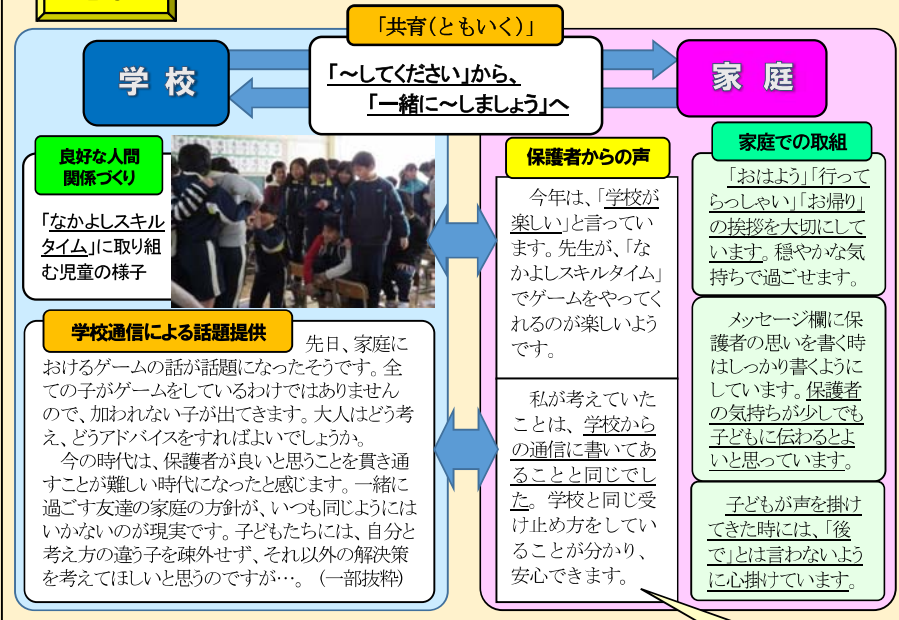 「共育(ともいく)」
学校
「～してください」から、
「一緒に～しましょう」へ
家庭
良好な人間
関係づくり
「なかよしスキル
タイム」に取り組
む児童の様子
学校通信による話題提供
先日、家庭に
おけるゲームの話が話題になったそうです。全
ての子がゲームをしているわけではありません
ので、加われない子が出てきます。大人はどう考
え、どうアドバイスをすればよいでしょうか。
今の時代は、保護者が良いと思うことを貫き通
すことが難しい時代になったと感じます。一緒に
過ごす友達の家庭の方針が、いつも同じようには
いかないのが現実です。子どもたちには、自分と
考え方の違う子を疎外せず、それ以外の解決策
を考えてほしいと思うのですが…。（一部抜粋）
保護者からの声
今年は、「学校が
楽しい」と言ってい
ます。先生が、「な
かよしスキルタイム」
でゲームをやってく
れるのが楽しいよう
です。
私が考えていた
ことは、学校から
の通信に書いてあ
ることと同じでし
た。学校と同じ受
け止め方をしてい
ることが分かり、
安心できます。
家庭での取組
「おはよう」「行って
らっしゃい」「お帰り」
の挨拶を大切にして
います。穏やかな気
持ちで過ごせます。
メッセージ欄に保
護者の思いを書く時
はしっかり書くように
しています。保護者
の気持ちが少しでも
子どもに伝わるとよ
いと思っています。
子どもが声を掛け
てきた時には、「後
で」とは言わないよう
に心掛けています。